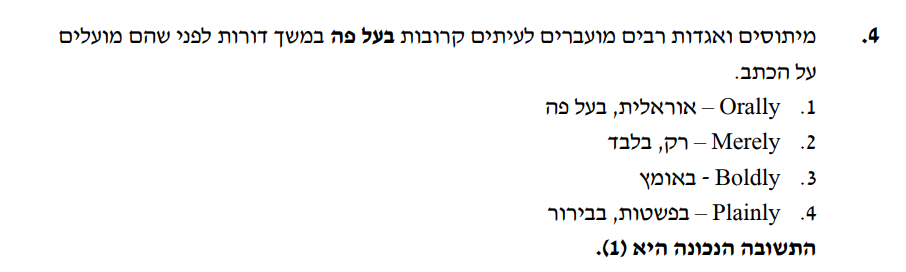 4. מיתוסים ואגדות רבים מועברים לעיתים קרובות בעל פה במשך דורות לפני שהם מועלים
על הכתב.
1. Orally – אוראלית, בעל פה
2. Merely – רק, בלבד
3. Boldly - באומץ
4. Plainly – בפשטות, בבירור
התשובה הנכונה היא (1).